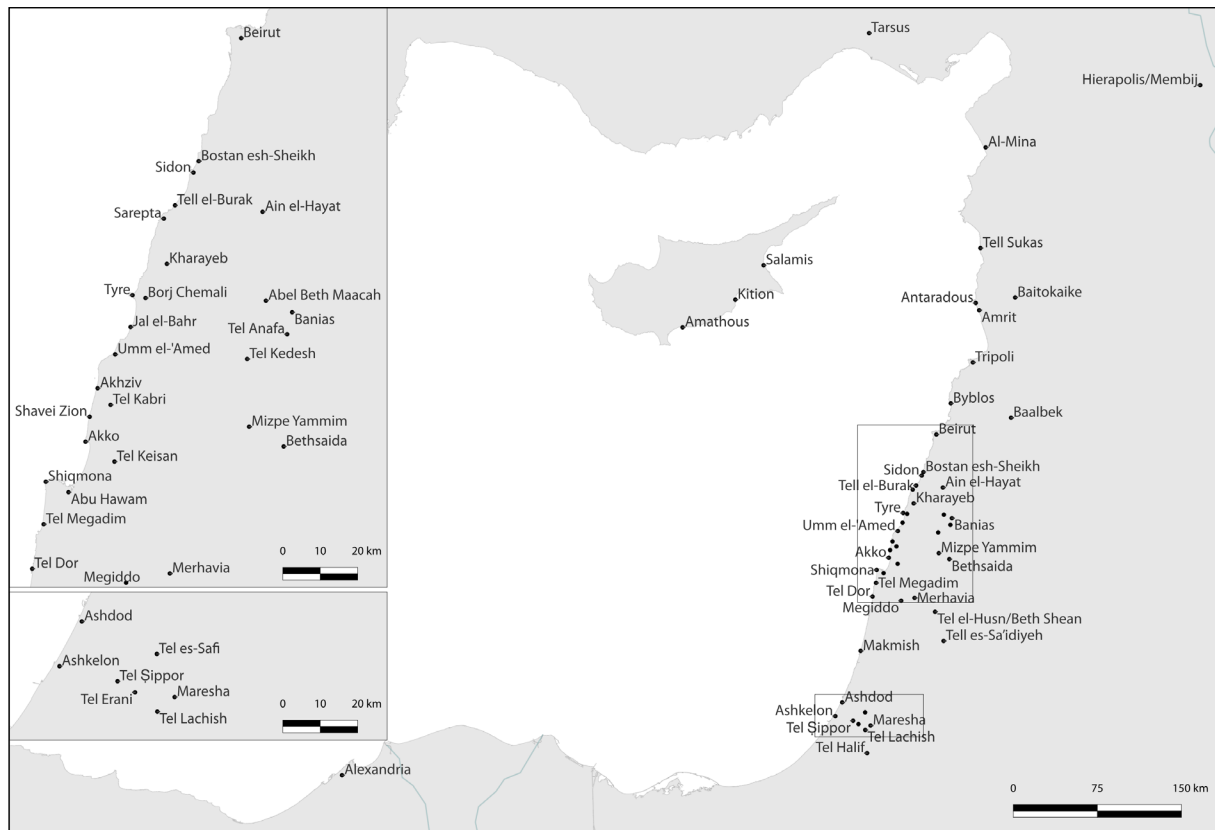 Beirut
Bostan esh-Sheikh
Sidon
Tell el-Burak
Ain el-Hayat
Sarepta
Kharayeb
Tyre
Borj Chemali
Abel Beth Maacah
Banias
Jal el-Bahr
Tel Anafa
Umm el-'Amed
Tel Kedesh
Akhziv
Tel Kabri
Shavei Zion
Mizpe Yammim
Akko
Bethsaida
Tel Keisan
Shiqmona
Abu Hawam
Tel Megadim
Tel Dor
Merhavia
Megiddo
0 10 20 km
Ashdod
Tel es-Safi
Ashkelon
Tel Ṣippor
Tel Erani
Maresha
Tel Lachish
0 10 20 km
Tarsus
Hierapolis/Membij
Al-Mina
Tell Sukas
Salamis
Kition
Antaradous
Baitokaike
Amrit
Amathous
Tripoli
Byblos
Baalbek
Beirut
Sidon
Bostan esh-Sheikh
Tell el-Burak
Ain el-Hayat
Kharayeb
Tyre
Umm el-'Amed
Banias
Akko
Mizpe Yammim
Bethsaida
Shiqmona
Tel Megadim
Tel Dor
Merhavia
Megiddo
Tel el-Husn/Beth Shean
Tell es-Sa’idiyeh
Makmish
Ashdod
Ashkelon
Maresha
Tel Ṣippor
Tel Lachish
Tel Halif
Alexandria
0 75 150 km